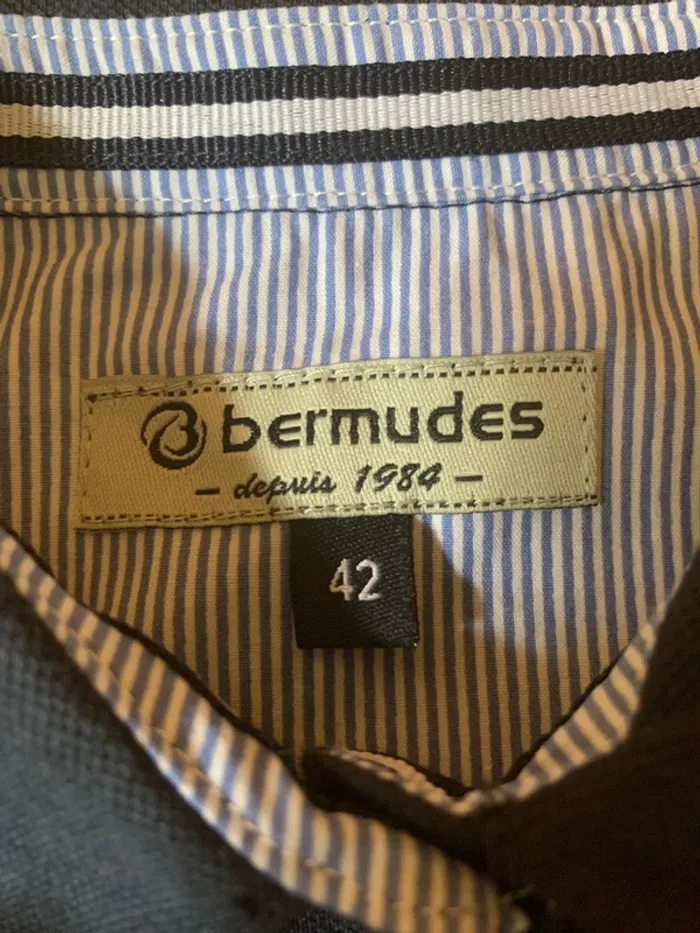 bermudes
- depuis 1984 -
42